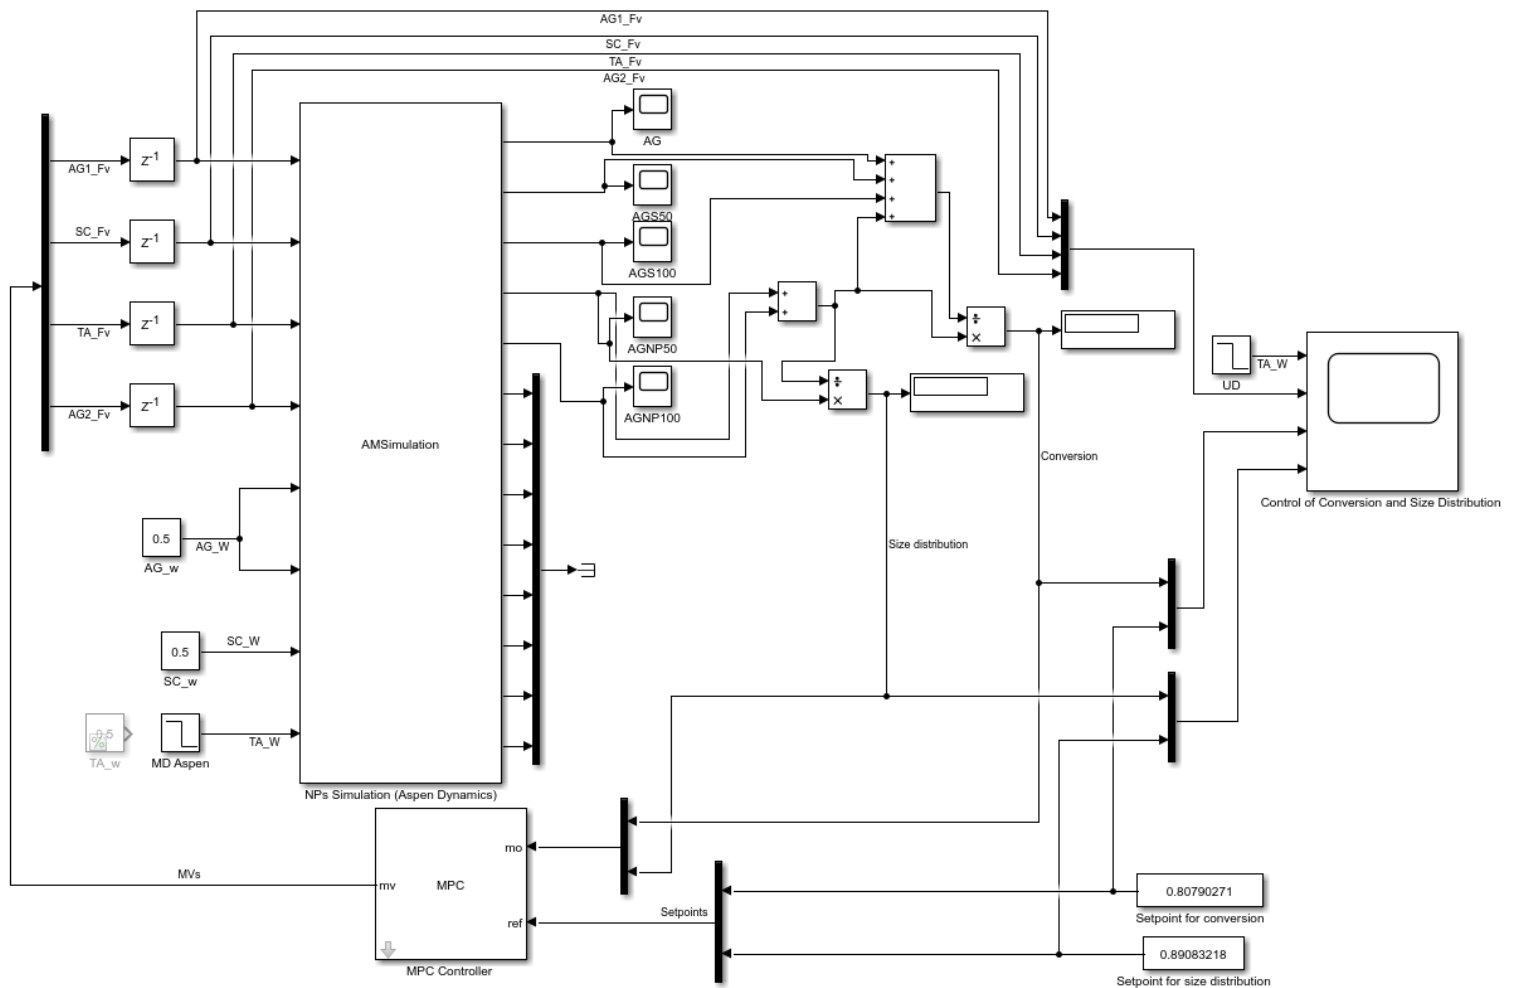 AG1_Fv
SC_Fv
TA_Fv
AG2_Fv
AG
AG1_Fv
z-1
AGS50
SC_Fv
z-1
AGS100
+
+
+
+
+
+
TA_Fv
z-1
AGNP50
÷
×
UD
TA_W
AG2_Fv
z-1
AGNP100
÷
×
AMSimulation
Conversion
Control of Conversion and Size Distribution
0.5
AG_W
AG_w
Size distribution
0.5
SC_W
SC_w
0.5
%
TA_w
MD Aspen
TA_W
NPs Simulation (Aspen Dynamics)
mo
MPC
mv
ref
MVs
MPC Controller
Setpoints
0.80790271
Setpoint for conversion
0.89083218
Setpoint for size distribution